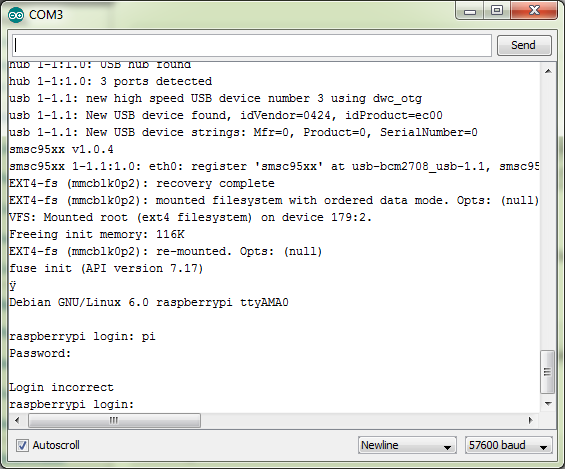 COM3
Send
hub 1-1:1.0: USB hub found
hub 1-1:1.0: 3 ports detected
usb 1-1.1: new high speed USB device number 3 using dwc_otg
usb 1-1.1: New USB device found, idVendor=0424, idProduct=ec00
usb 1-1.1: New USB device strings: Mfr=0, Product=0, SerialNumber=0
smsc95xx v1.0.4
smsc95xx 1-1.1:1.0: eth0: register 'smsc95xx' at usb-bcm2708_usb-1.1, smsc95
EXT4-fs (mmcblk0p2): recovery complete
EXT4-fs (mmcblk0p2): mounted filesystem with ordered data mode. Opts: (null)
VFS: Mounted root (ext4 filesystem) on device 179:2.
Freeing init memory: 116K
EXT4-fs (mmcblk0p2): re-mounted. Opts: (null)
fuse init (API version 7.17)
ÿ
Debian GNU/Linux 6.0 raspberrypi ttyAMA0
raspberrypi login: pi
Password:
Login incorrect
raspberrypi login:
Autoscroll
Newline
57600 baud